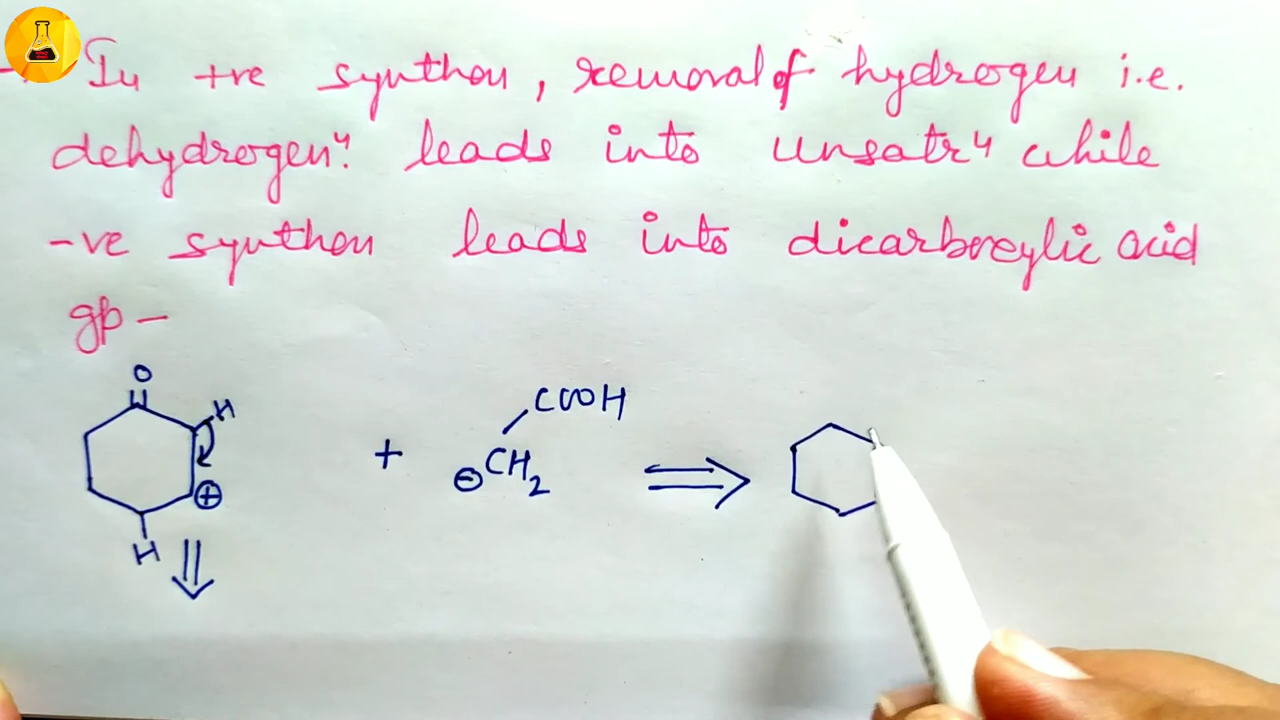 In +ve synthon, removal of hydrogen i.e.
dehydrogenⁿ. leads into unsatrⁿ while
-ve synthon leads into dicarboxylic acid
gp -
O
H
COOH
+
⊖CH₂
⊕
H